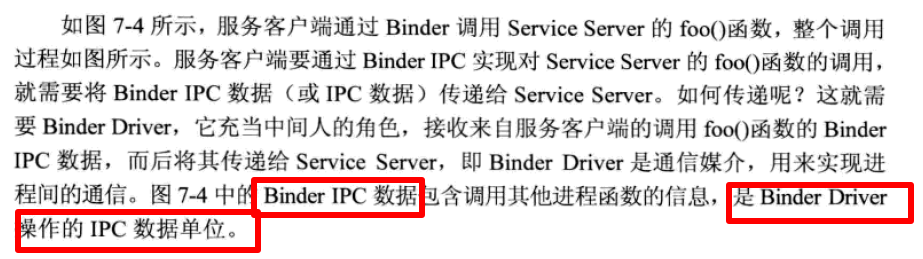 如图 7-4 所示，服务客户端通过 Binder 调用 Service Server 的 foo()函数，整个调用
过程如图所示。服务客户端要通过 Binder IPC 实现对 Service Server 的 foo()函数的调用，
就需要将 Binder IPC 数据（或 IPC 数据）传递给 Service Server。如何传递呢？这就需
要 Binder Driver，它充当中间人的角色，接收来自服务客户端的调用 foo()函数的 Binder
IPC 数据，而后将其传递给 Service Server，即 Binder Driver 是通信媒介，用来实现进
程间的通信。图 7-4 中的 Binder IPC 数据包含调用其他进程函数的信息，是 Binder Driver
操作的 IPC 数据单位。